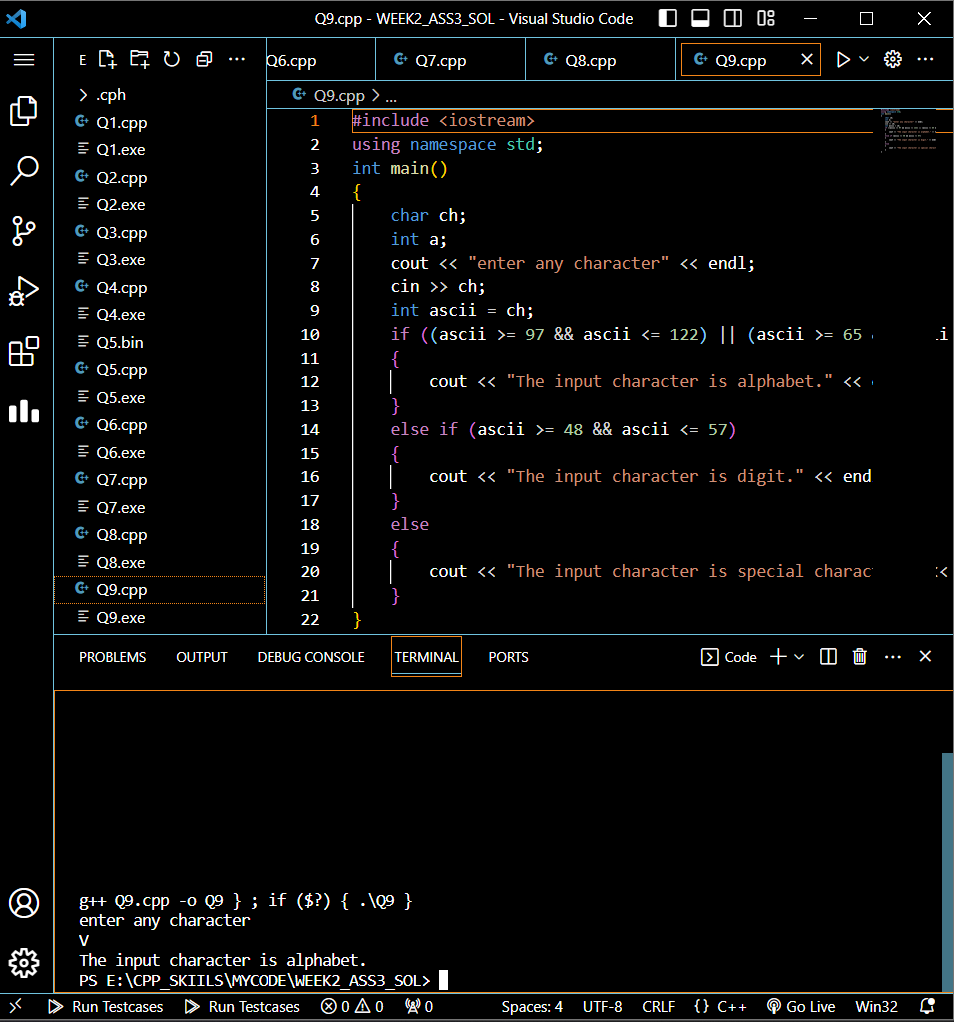 Q9.cpp - WEEK2_ASS3_SOL - Visual Studio Code
E
Q6.cpp
Q7.cpp
Q8.cpp
Q9.cpp
Q9.cpp > ...
.cph
Q1.cpp
Q1.exe
Q2.cpp
Q2.exe
Q3.cpp
Q3.exe
Q4.cpp
Q4.exe
Q5.bin
Q5.cpp
Q5.exe
Q6.cpp
Q6.exe
Q7.cpp
Q7.exe
Q8.cpp
Q8.exe
Q9.cpp
Q9.exe
1 #include <iostream>
2 using namespace std;
3 int main()
4 {
5 char ch;
6 int a;
7 cout << "enter any character" << endl;
8 cin >> ch;
9 int ascii = ch;
10 if ((ascii >= 97 && ascii <= 122) || (ascii >= 65
11 {
12 cout << "The input character is alphabet." <<
13 }
14 else if (ascii >= 48 && ascii <= 57)
15 {
16 cout << "The input character is digit." << end
17 }
18 else
19 {
20 cout << "The input character is special charac
21 }
22 }
PROBLEMS OUTPUT DEBUG CONSOLE TERMINAL PORTS Code
g++ Q9.cpp -o Q9 } ; if ($?) { .\Q9 }
enter any character
V
The input character is alphabet.
PS E:\CPP_SKIILS\MYCODE\WEEK2_ASS3_SOL>
Run Testcases Run Testcases 0 0 0 Spaces: 4 UTF-8 CRLF {} C++ Go Live Win32